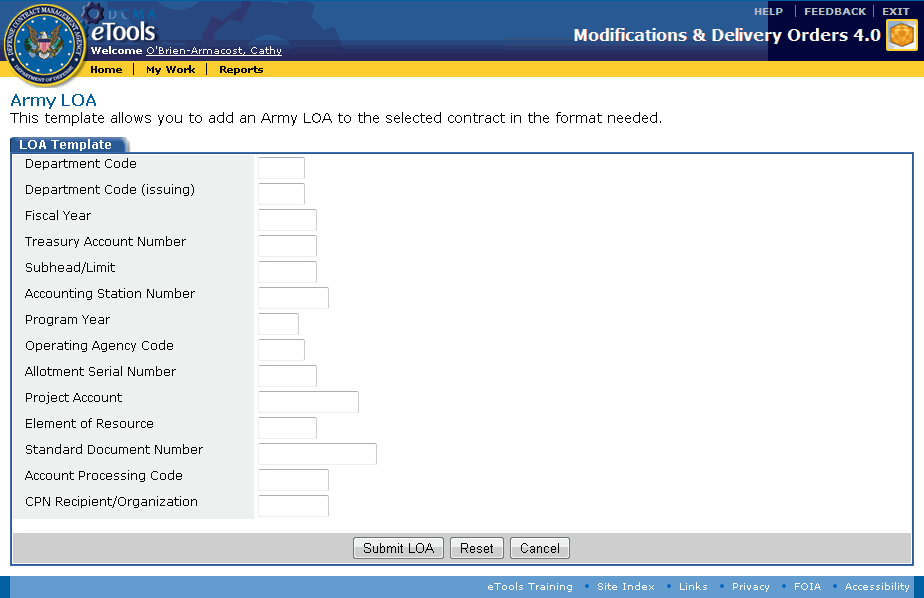 DCMA
HELP | FEEDBACK | EXIT
eTools
Modifications & Delivery Orders 4.0
Welcome O'Brien-Armacost, Cathy
Home | My Work | Reports
DEFENSE CONTRACT MANAGEMENT AGENCY
DEPARTMENT OF DEFENSE
Army LOA
This template allows you to add an Army LOA to the selected contract in the format needed.
LOA Template
Department Code
Department Code (issuing)
Fiscal Year
Treasury Account Number
Subhead/Limit
Accounting Station Number
Program Year
Operating Agency Code
Allotment Serial Number
Project Account
Element of Resource
Standard Document Number
Account Processing Code
CPN Recipient/Organization
Submit LOA Reset Cancel
eTools Training • Site Index • Links • Privacy • FOIA • Accessibility